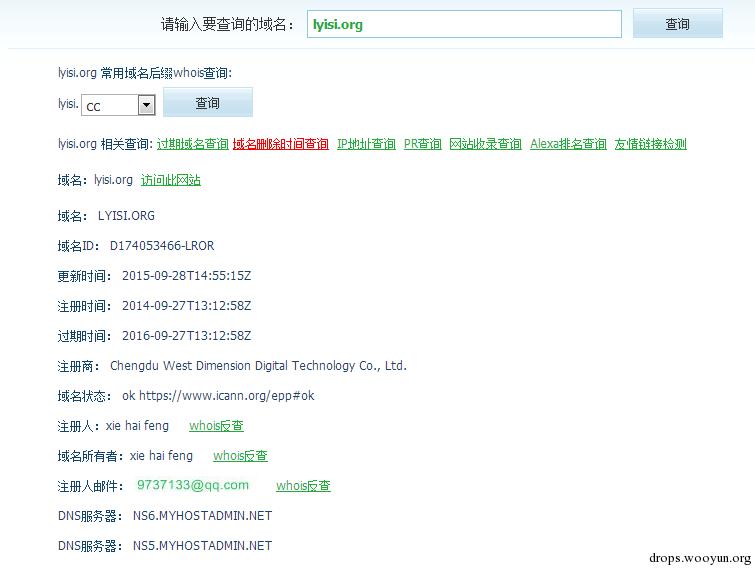 请输入要查询的域名： lyisi.org 查询
lyisi.org 常用域名后缀whois查询:
lyisi. cc 查询
lyisi.org 相关查询: 过期域名查询 域名删除时间查询 IP地址查询 PR查询 网站收录查询 Alexa排名查询 友情链接检测
域名：lyisi.org 访问此网站
域名： LYISI.ORG
域名ID： D174053466-LROR
更新时间： 2015-09-28T14:55:15Z
注册时间： 2014-09-27T13:12:58Z
过期时间： 2016-09-27T13:12:58Z
注册商： Chengdu West Dimension Digital Technology Co., Ltd.
域名状态： ok https://www.icann.org/epp#ok
注册人：xie hai feng whois反查
域名所有者：xie hai feng whois反查
注册人邮件： 9737133@qq.com whois反查
DNS服务器： NS6.MYHOSTADMIN.NET
DNS服务器： NS5.MYHOSTADMIN.NET
drops.wooyun.org